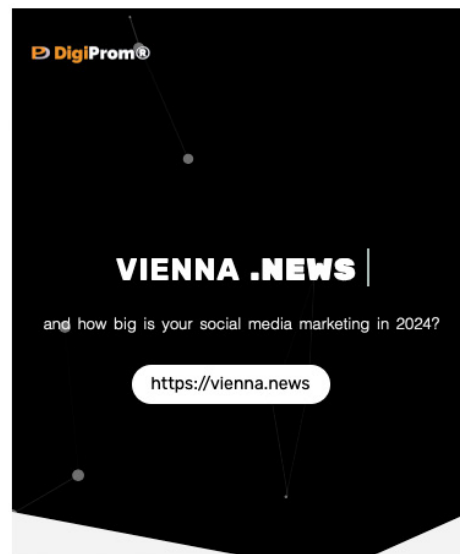 DigiProm®
VIENNA .NEWS
and how big is your social media marketing in 2024?
https://vienna.news